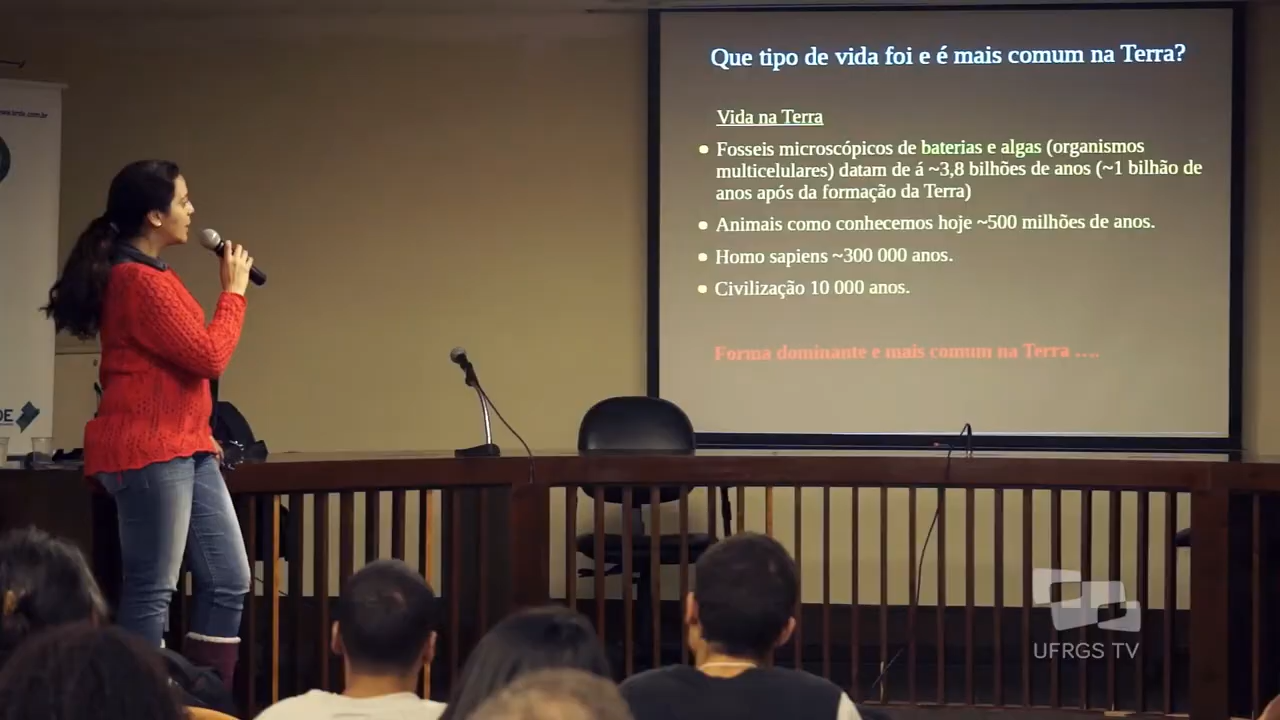 Que tipo de vida foi e é mais comum na Terra?
Vida na Terra
Fosseis microscópicos de baterias e algas (organismos
multicelulares) datam de á ~3,8 bilhões de anos (~1 bilhão de
anos após da formação da Terra)
Animais como conhecemos hoje ~500 milhões de anos.
Homo sapiens ~300 000 anos.
Civilização 10 000 anos.
Forma dominante e mais comum na Terra ....
UFRGS TV